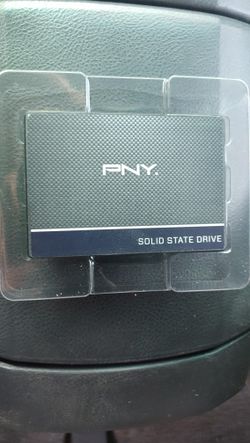 PNY.
SOLID STATE DRIVE